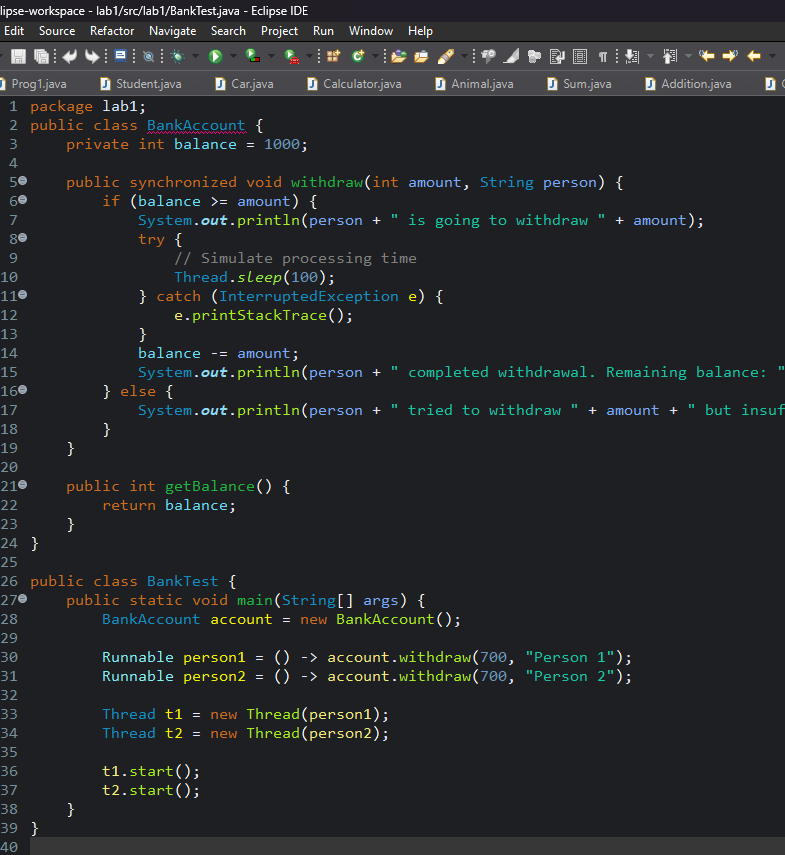 lipse-workspace - lab1/src/lab1/BankTest.java - Eclipse IDE
Edit Source Refactor Navigate Search Project Run Window Help
Prog1.java Student.java Car.java Calculator.java Animal.java Sum.java Addition.java
1 package lab1;
2 public class BankAccount {
3     private int balance = 1000;
4
5     public synchronized void withdraw(int amount, String person) {
6         if (balance >= amount) {
7             System.out.println(person + " is going to withdraw " + amount);
8             try {
9                 // Simulate processing time
10                 Thread.sleep(100);
11             } catch (InterruptedException e) {
12                 e.printStackTrace();
13             }
14             balance -= amount;
15             System.out.println(person + " completed withdrawal. Remaining balance: "
16         } else {
17             System.out.println(person + " tried to withdraw " + amount + " but insuf
18         }
19     }
20
21     public int getBalance() {
22         return balance;
23     }
24 }
25
26 public class BankTest {
27     public static void main(String[] args) {
28         BankAccount account = new BankAccount();
29
30         Runnable person1 = () -> account.withdraw(700, "Person 1");
31         Runnable person2 = () -> account.withdraw(700, "Person 2");
32
33         Thread t1 = new Thread(person1);
34         Thread t2 = new Thread(person2);
35
36         t1.start();
37         t2.start();
38     }
39 }
40